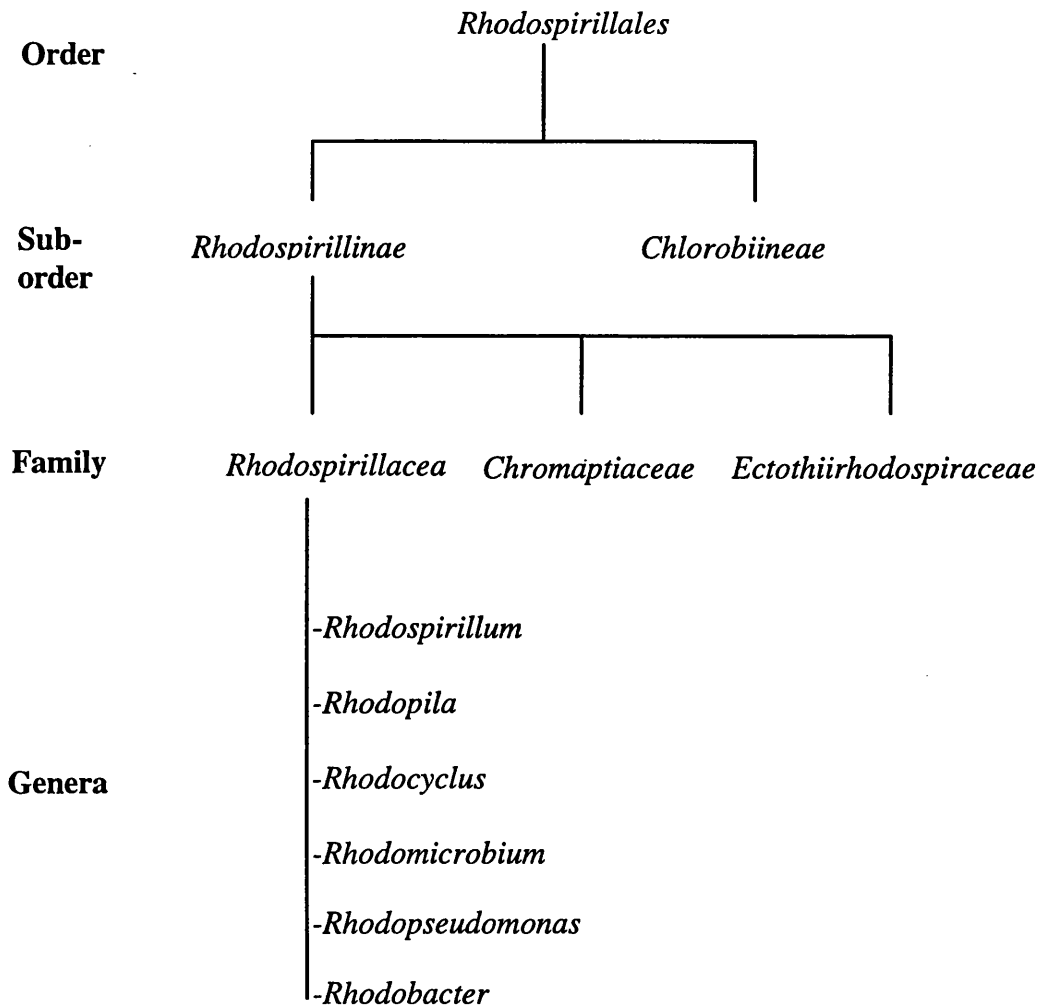 Rhodospirillales
Order
Sub-
order
Rhodospirillinae
Chlorobiineae
Family
Rhodospirillacea
Chromaptiaceae
Ectothiirhodospiraceae
Genera
-Rhodospirillum
-Rhodopila
-Rhodocyclus
-Rhodomicrobium
-Rhodopseudomonas
-Rhodobacter